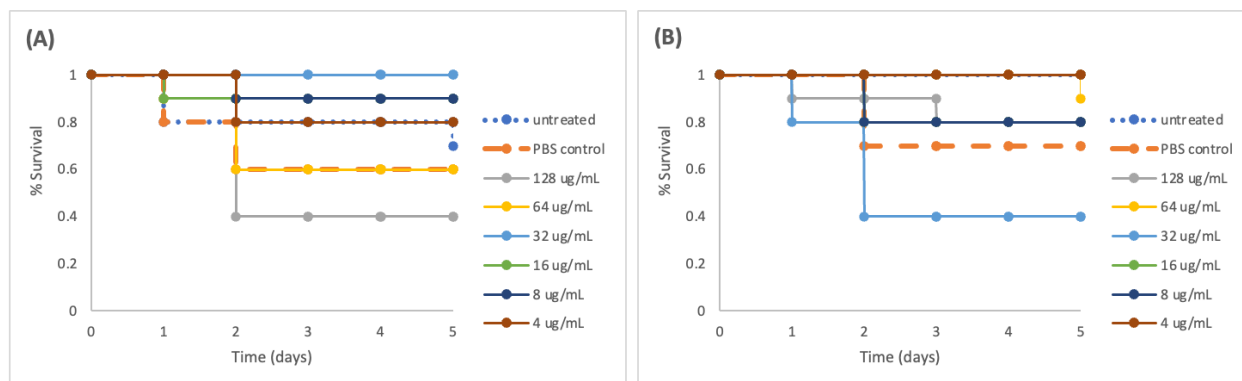 (A)
% Survival
1
0.8
0.6
0.4
0.2
0
0 1 2 3 4 5
Time (days)
untreated
PBS control
128 ug/mL
64 ug/mL
32 ug/mL
16 ug/mL
8 ug/mL
4 ug/mL
(B)
% Survival
1
0.8
0.6
0.4
0.2
0
0 1 2 3 4 5
Time (days)
untreated
PBS control
128 ug/mL
64 ug/mL
32 ug/mL
16 ug/mL
8 ug/mL
4 ug/mL